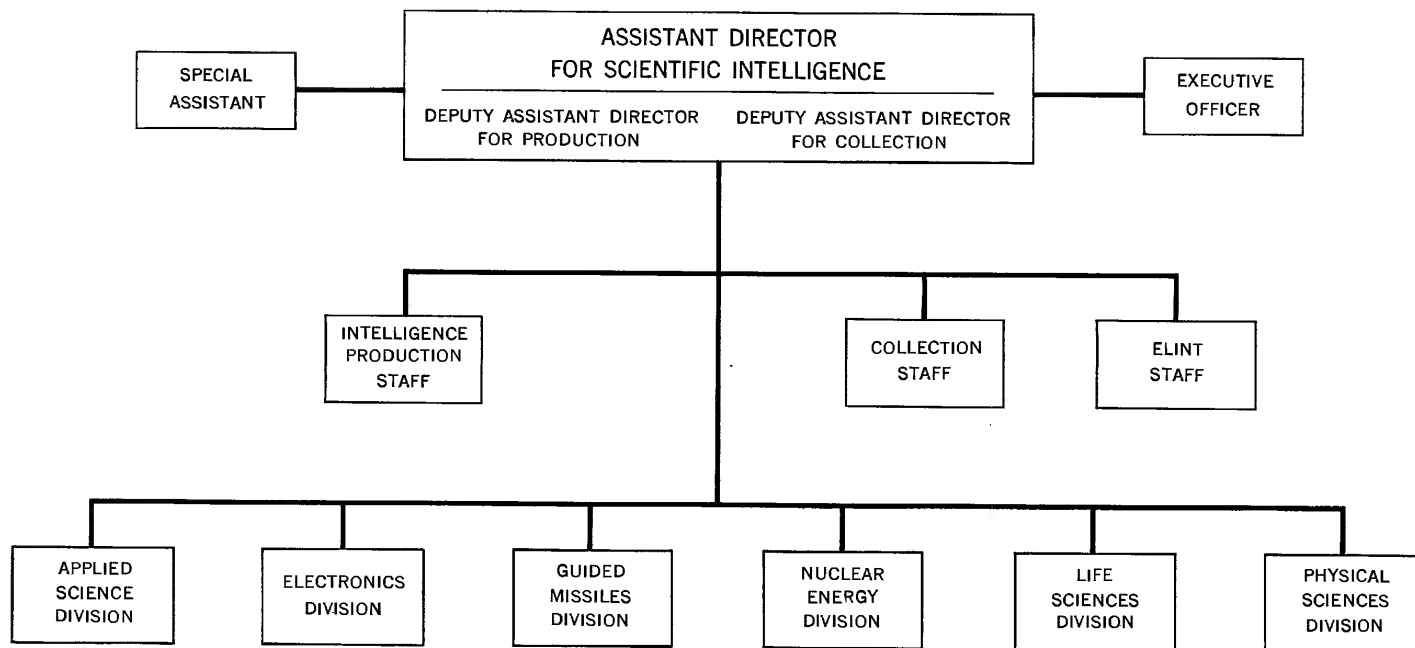 ASSISTANT DIRECTOR
FOR SCIENTIFIC INTELLIGENCE
DEPUTY ASSISTANT DIRECTOR
FOR PRODUCTION
DEPUTY ASSISTANT DIRECTOR
FOR COLLECTION
SPECIAL
ASSISTANT
EXECUTIVE
OFFICER
INTELLIGENCE
PRODUCTION
STAFF
COLLECTION
STAFF
ELINT
STAFF
APPLIED
SCIENCE
DIVISION
ELECTRONICS
DIVISION
GUIDED
MISSILES
DIVISION
NUCLEAR
ENERGY
DIVISION
LIFE
SCIENCES
DIVISION
PHYSICAL
SCIENCES
DIVISION